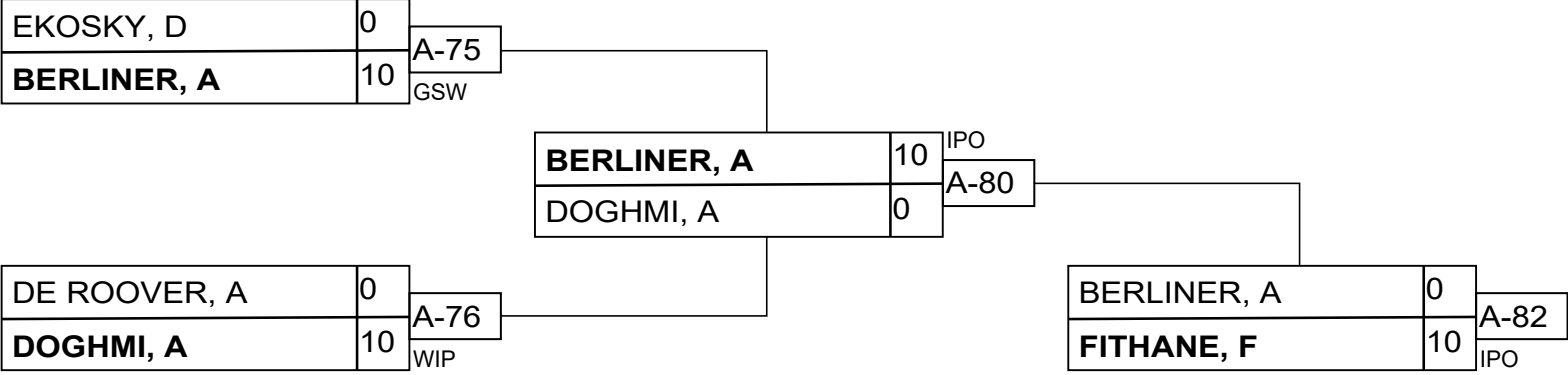 EKOSKY, D 0
A-75
BERLINER, A 10
GSW
BERLINER, A 10
IPO
A-80
DOGHMI, A 0
DE ROOVER, A 0
A-76
DOGHMI, A 10
WIP
BERLINER, A 0
A-82
FITHANE, F 10
IPO